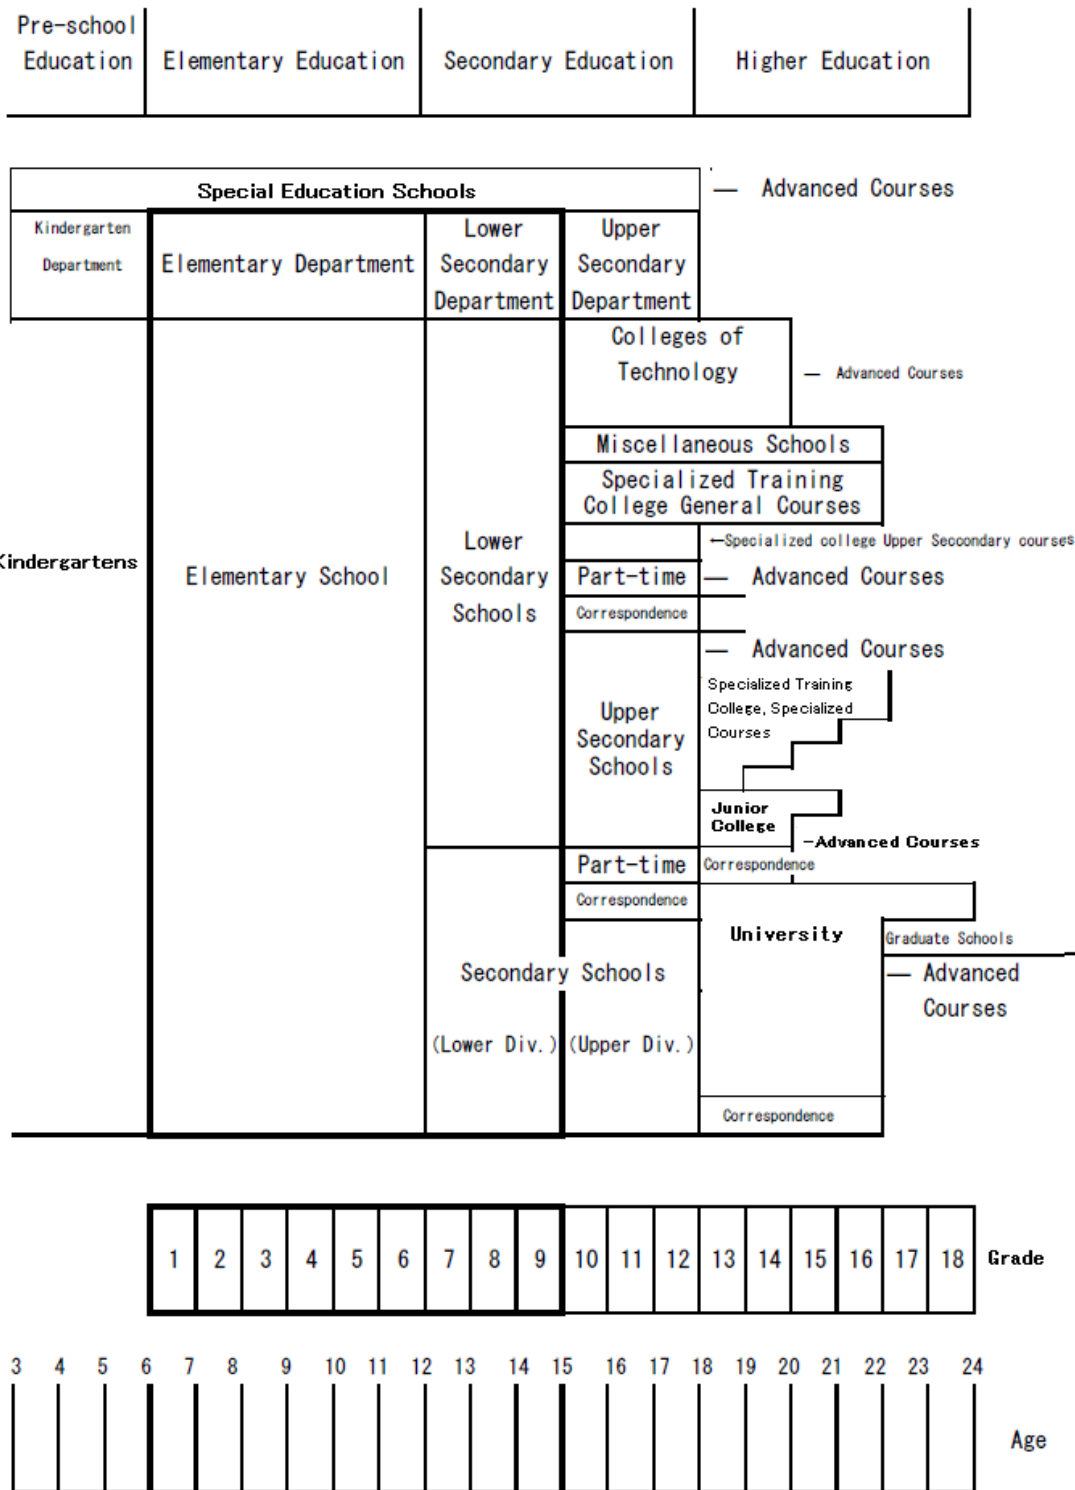 Pre-school
Education
Elementary Education
Secondary Education
Higher Education
Special Education Schools
— Advanced Courses
Kindergarten
Department
Elementary Department
Lower
Secondary
Department
Upper
Secondary
Department
Colleges of
Technology
— Advanced Courses
Miscellaneous Schools
Specialized Training
College General Courses
←Specialized college Upper Seccondary courses
Kindergartens
Elementary School
Lower
Secondary
Schools
Part-time
— Advanced Courses
Correspondence
— Advanced Courses
Upper
Secondary
Schools
Specialized Training
College, Specialized
Courses
Junior
College
-Advanced Courses
Part-time
Correspondence
Correspondence
University
Graduate Schools
Secondary Schools
— Advanced
Courses
(Lower Div.)
(Upper Div.)
Correspondence
1 2 3 4 5 6 7 8 9 10 11 12 13 14 15 16 17 18 Grade
3 4 5 6 7 8 9 10 11 12 13 14 15 16 17 18 19 20 21 22 23 24
Age